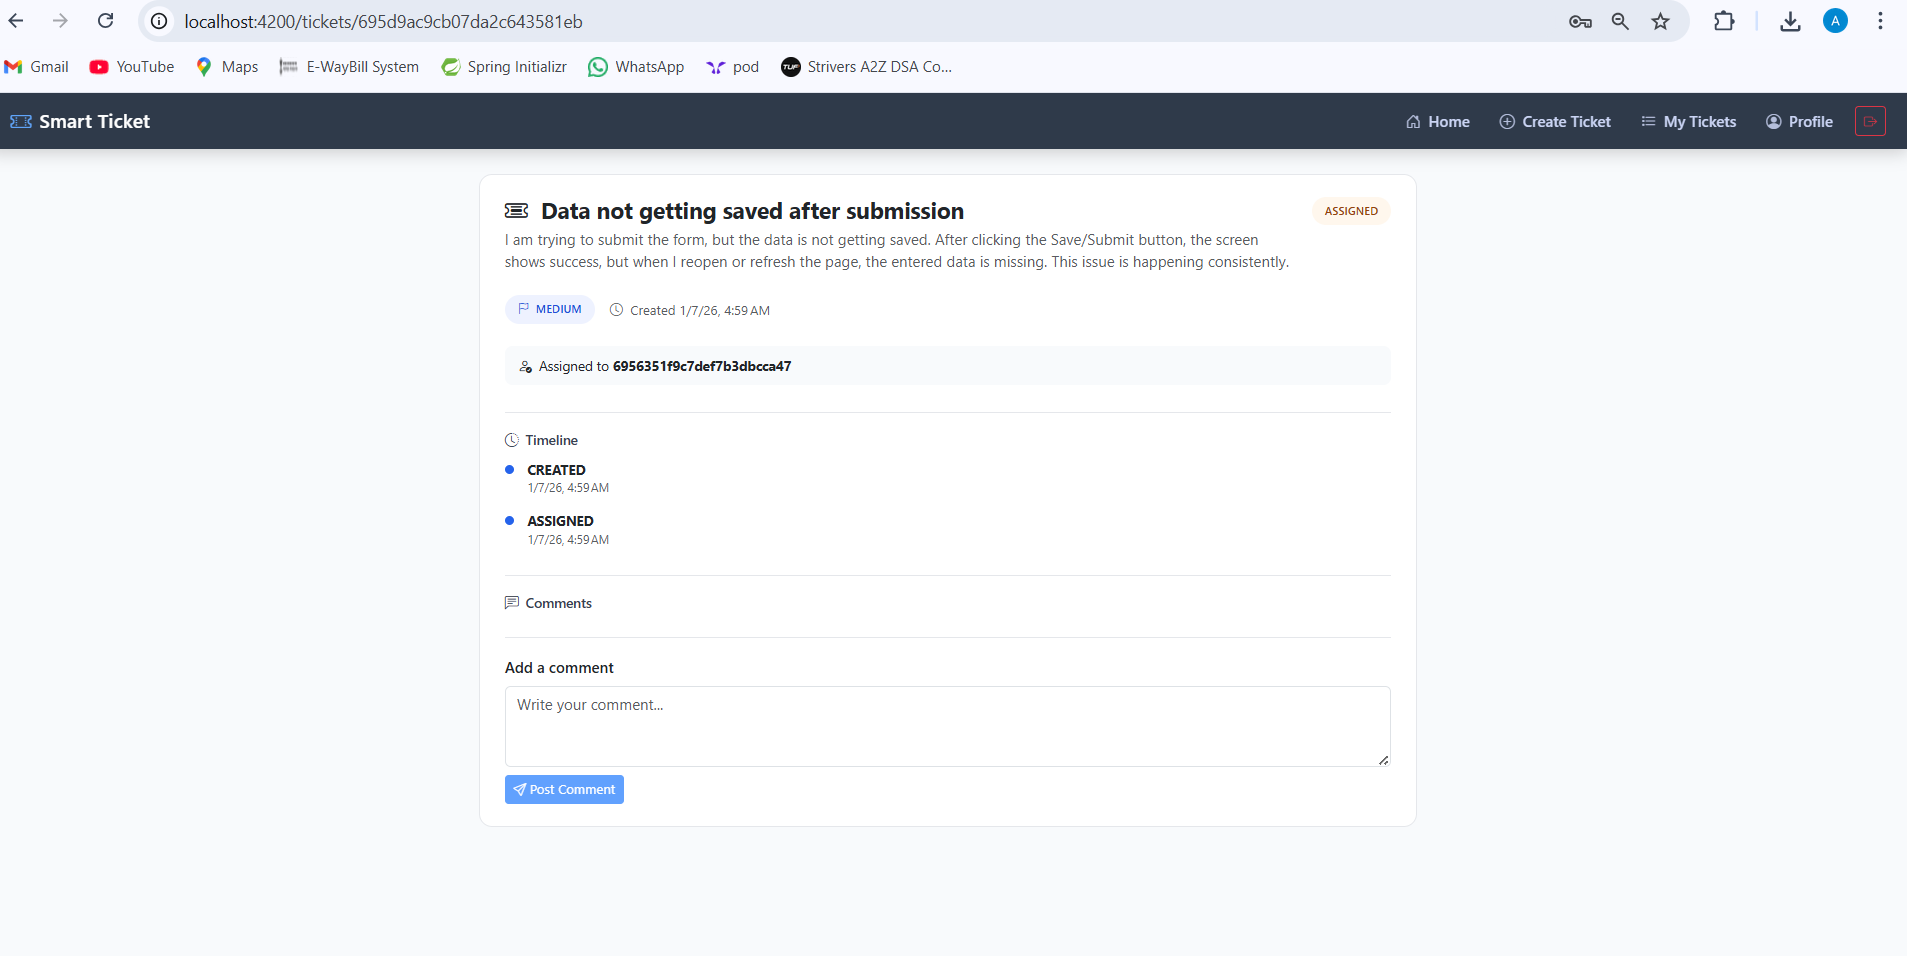 localhost:4200/tickets/695d9ac9cb07da2c643581eb
A
Gmail YouTube Maps E-WayBill System Spring Initializr WhatsApp pod TUF Strivers A2Z DSA Co...
Smart Ticket Home Create Ticket My Tickets Profile
Data not getting saved after submission ASSIGNED
I am trying to submit the form, but the data is not getting saved. After clicking the Save/Submit button, the screen
shows success, but when I reopen or refresh the page, the entered data is missing. This issue is happening consistently.
MEDIUM Created 1/7/26, 4:59 AM
Assigned to 6956351f9c7def7b3dbcca47
Timeline
CREATED
1/7/26, 4:59 AM
ASSIGNED
1/7/26, 4:59 AM
Comments
Add a comment
Write your comment...
Post Comment